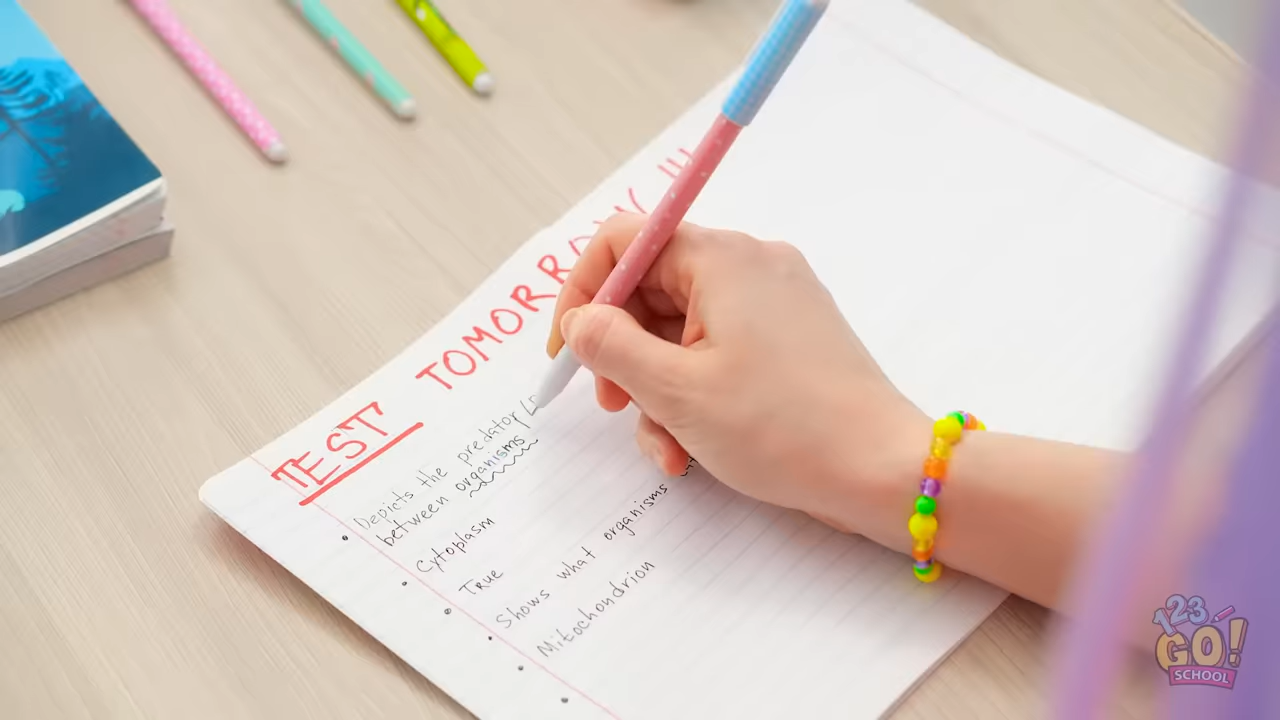 TEST TOMORROW !!!
Depicts the predator
between organisms
Cytoplasm
True
Shows what organisms
Mitochondrion
123
GO!
SCHOOL